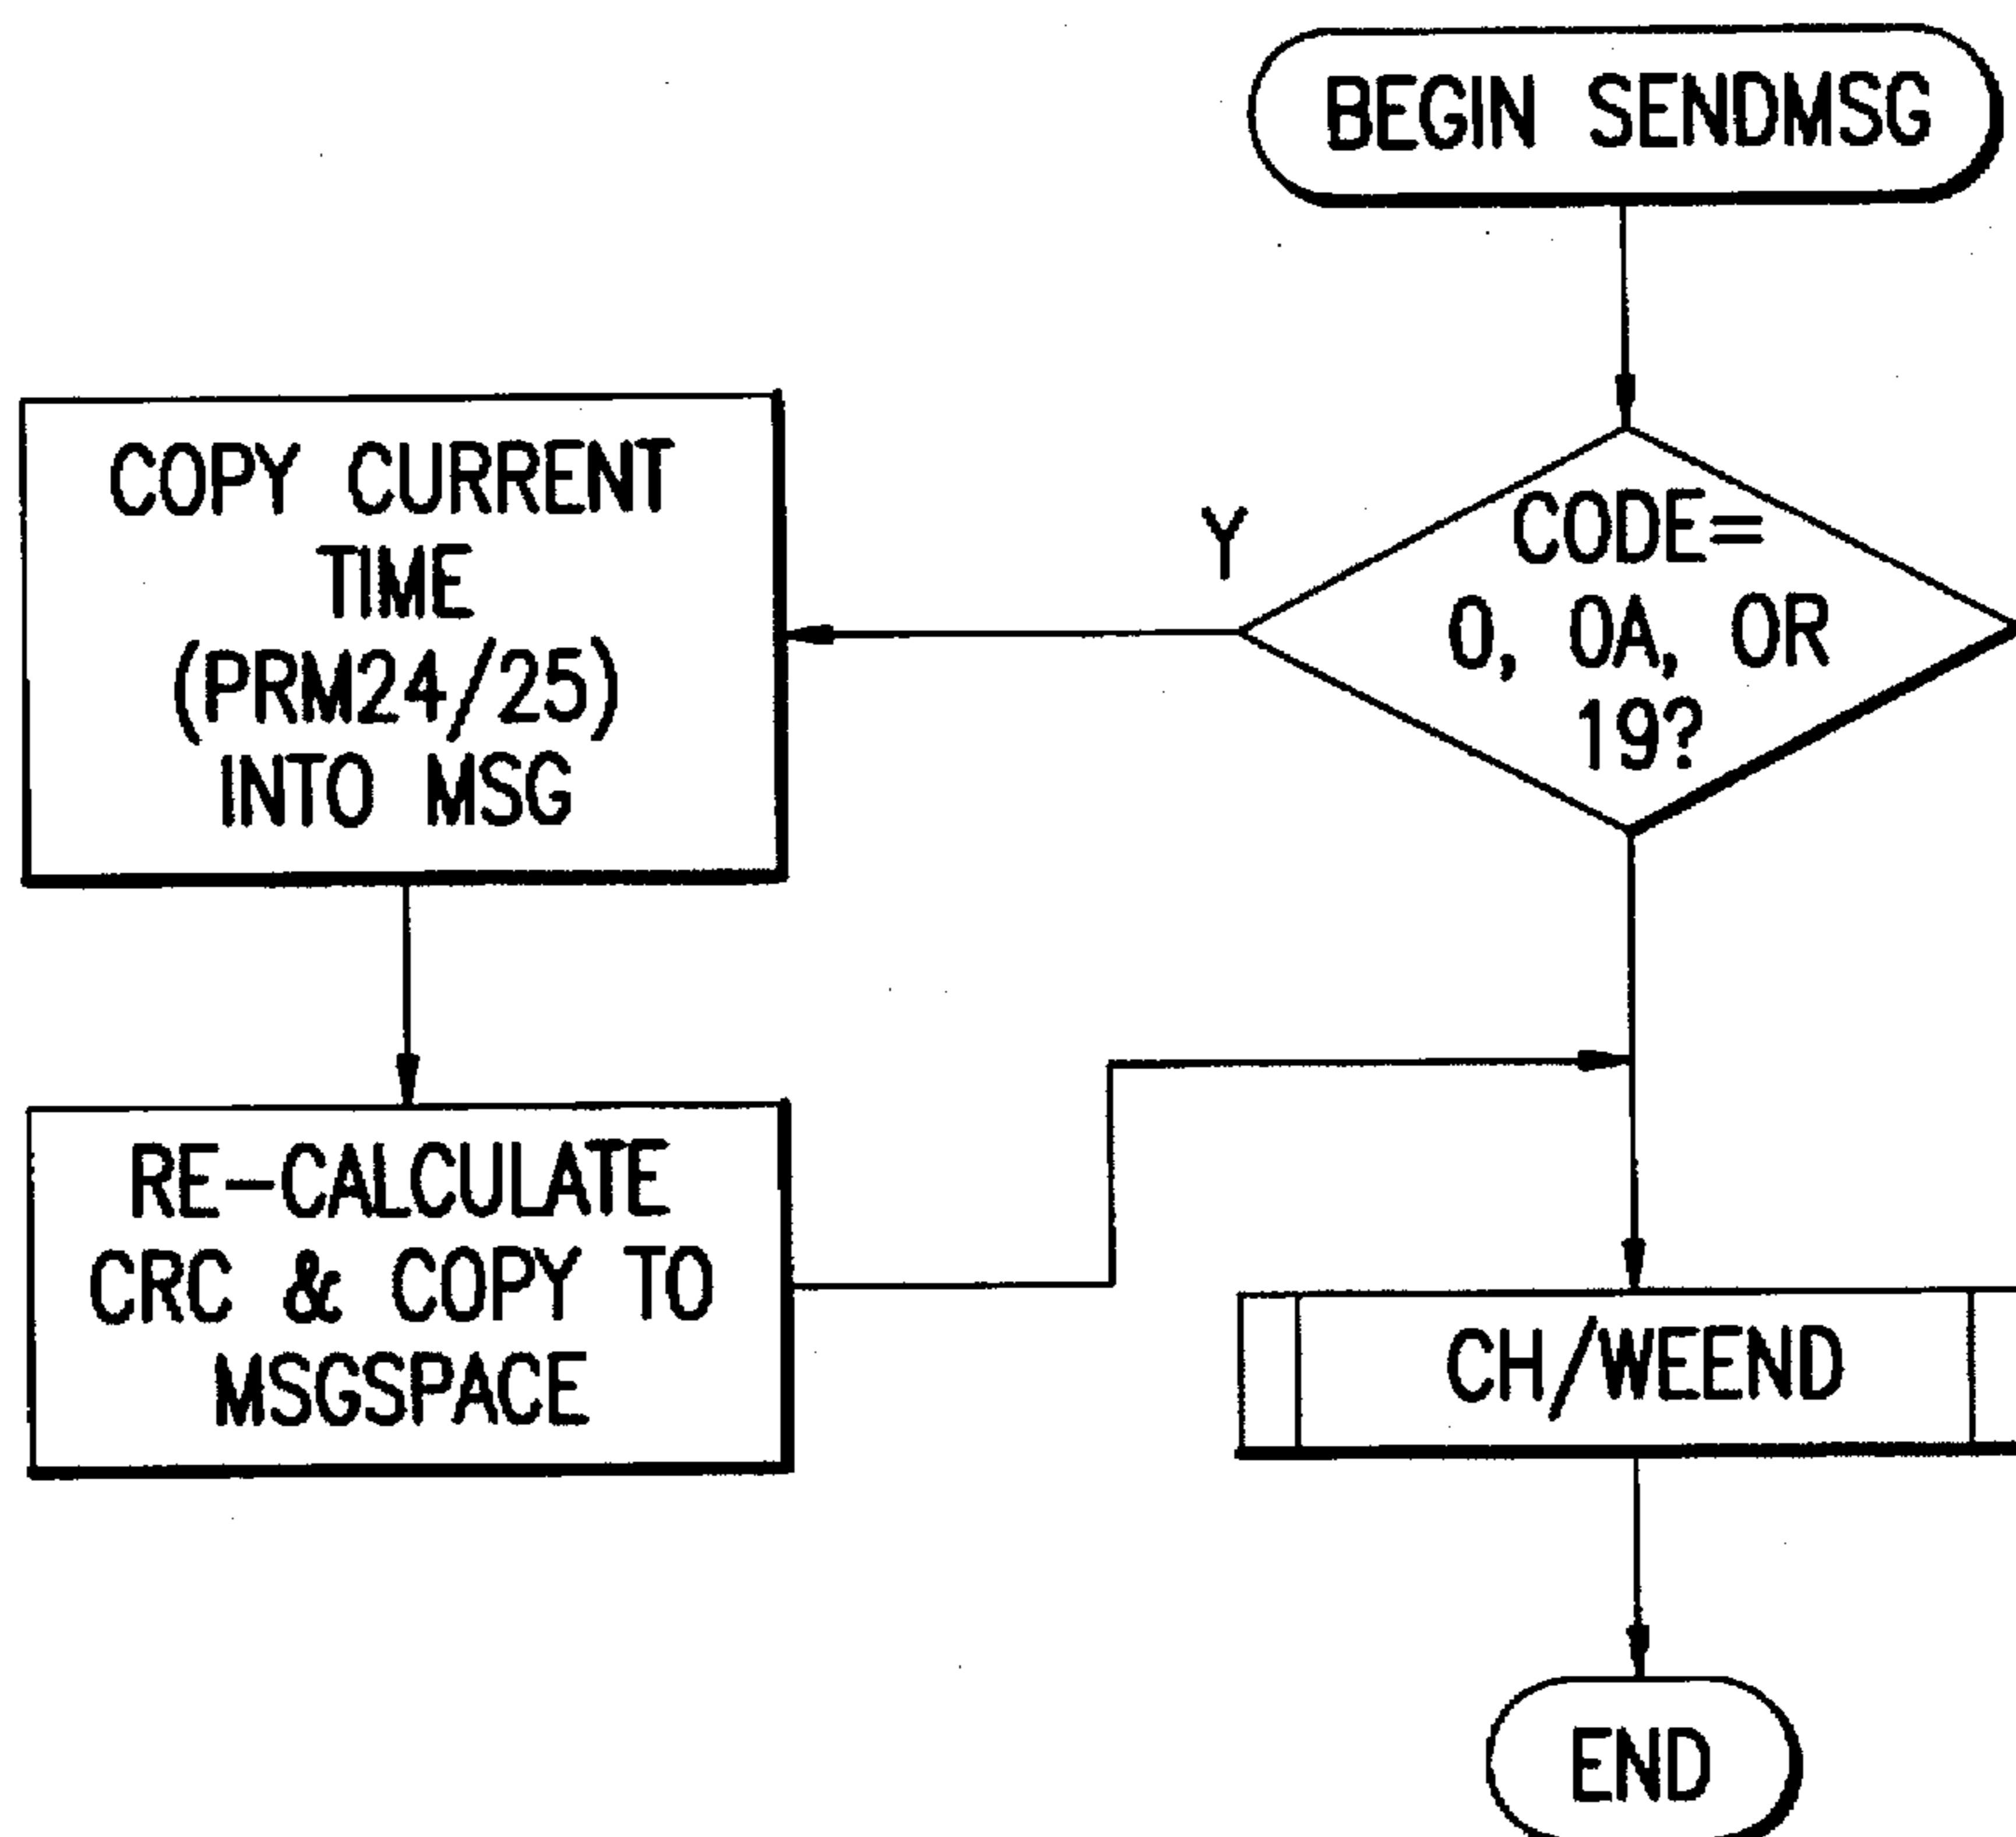 BEGIN SENDMSG
CODE=
0, 0A, OR
19?
Y
COPY CURRENT
TIME
(PRM24/25)
INTO MSG
RE-CALCULATE
CRC & COPY TO
MSGSPACE
CH/WEEND
END